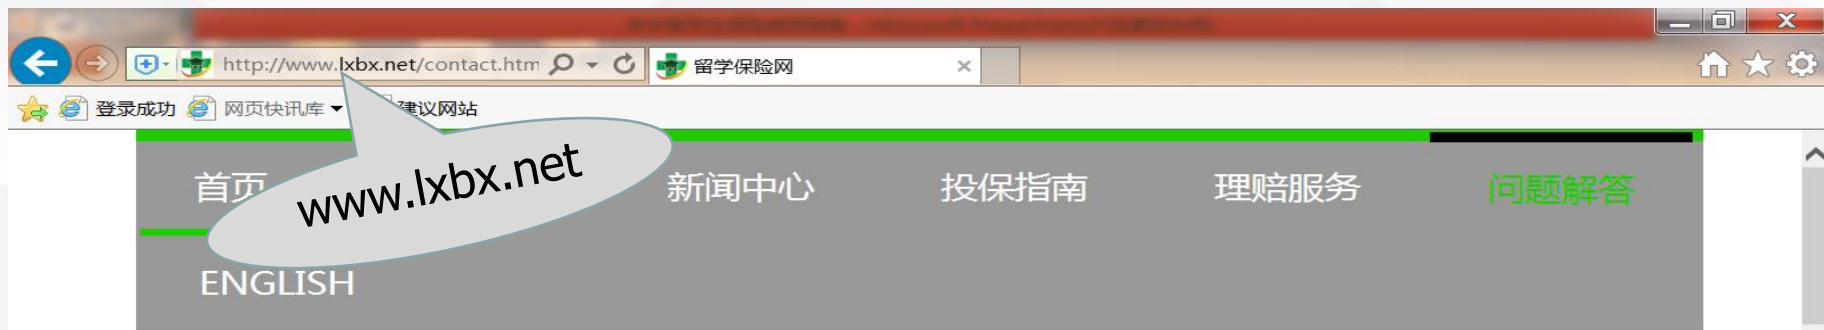 http://www.lxbx.net/contact.htm 留学保险网
登录成功 网页快讯库 建议网站
www.lxbx.net
首页 新闻中心 投保指南 理赔服务 问题解答
ENGLISH